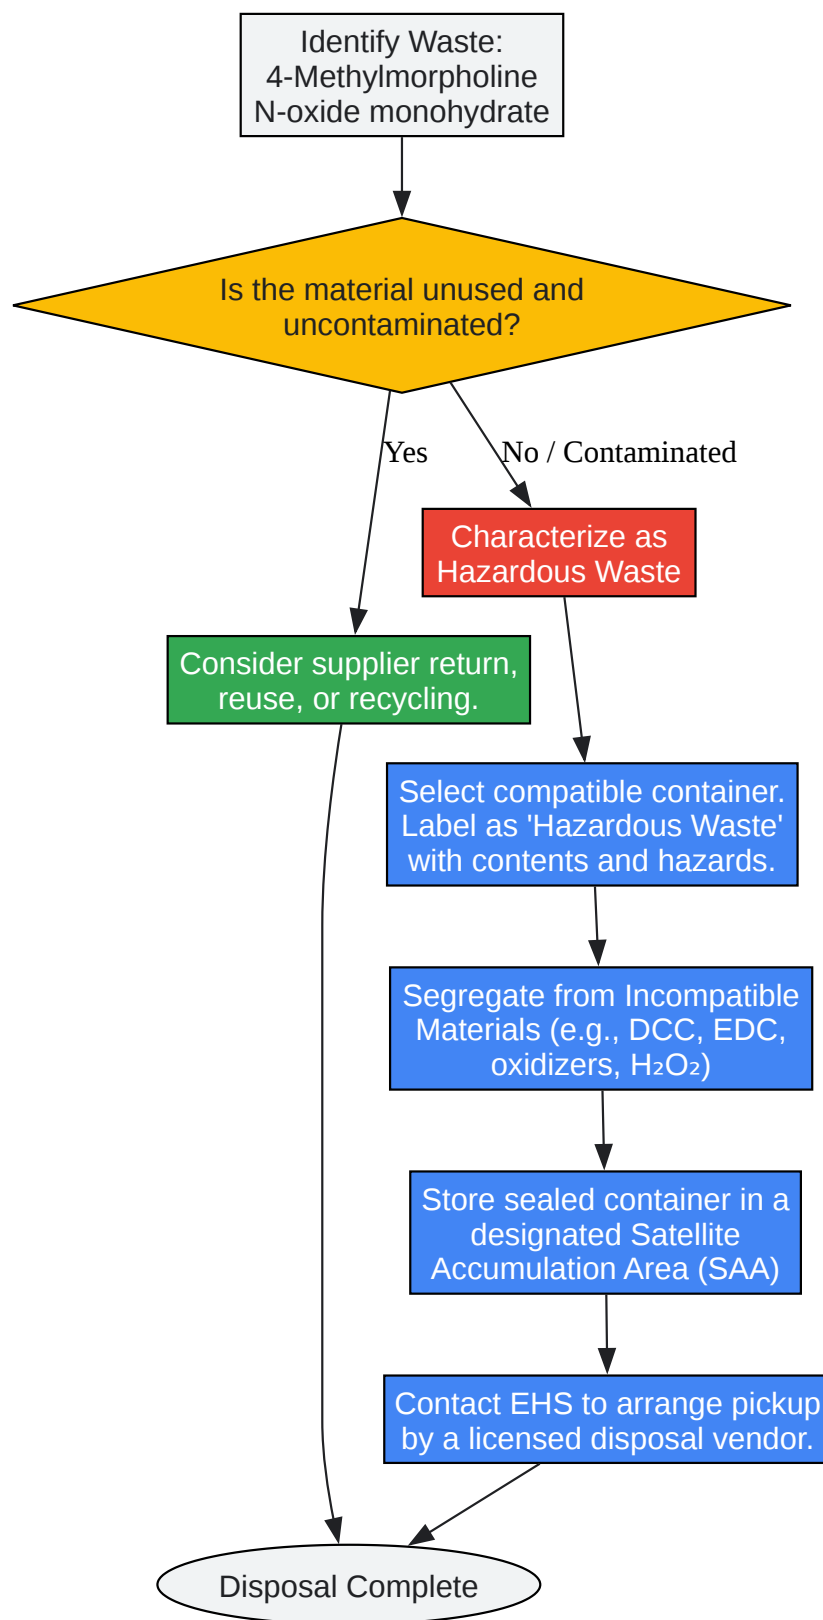 Identify Waste:
4-Methylmorpholine
N-oxide monohydrate
Is the material unused and
uncontaminated?
Yes
No / Contaminated
Characterize as
Hazardous Waste
Consider supplier return,
reuse, or recycling.
Select compatible container.
Label as 'Hazardous Waste'
with contents and hazards.
Segregate from Incompatible
Materials (e.g., DCC, EDC,
oxidizers, H₂O₂)
Store sealed container in a
designated Satellite
Accumulation Area (SAA)
Contact EHS to arrange pickup
by a licensed disposal vendor.
Disposal Complete